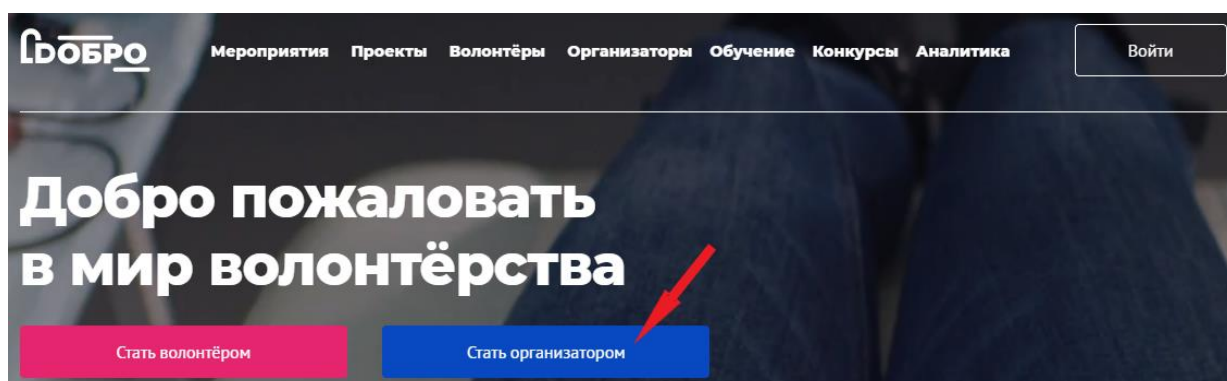 ДОБРО
Мероприятия Проекты Волонтёры Организаторы Обучение Конкурсы Аналитика Войти
Добро пожаловать
в мир волонтёрства
Стать волонтёром Стать организатором